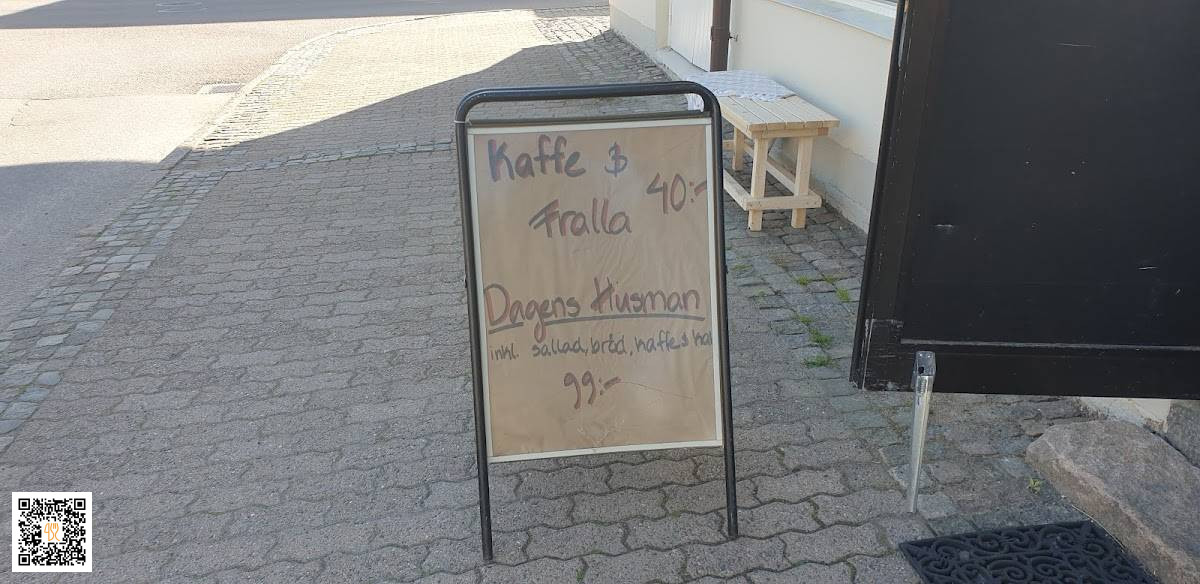 Kaffe &
Fralla 40:-
Dagens Husman
inkl. sallad, bröd, kaffe &
99:-